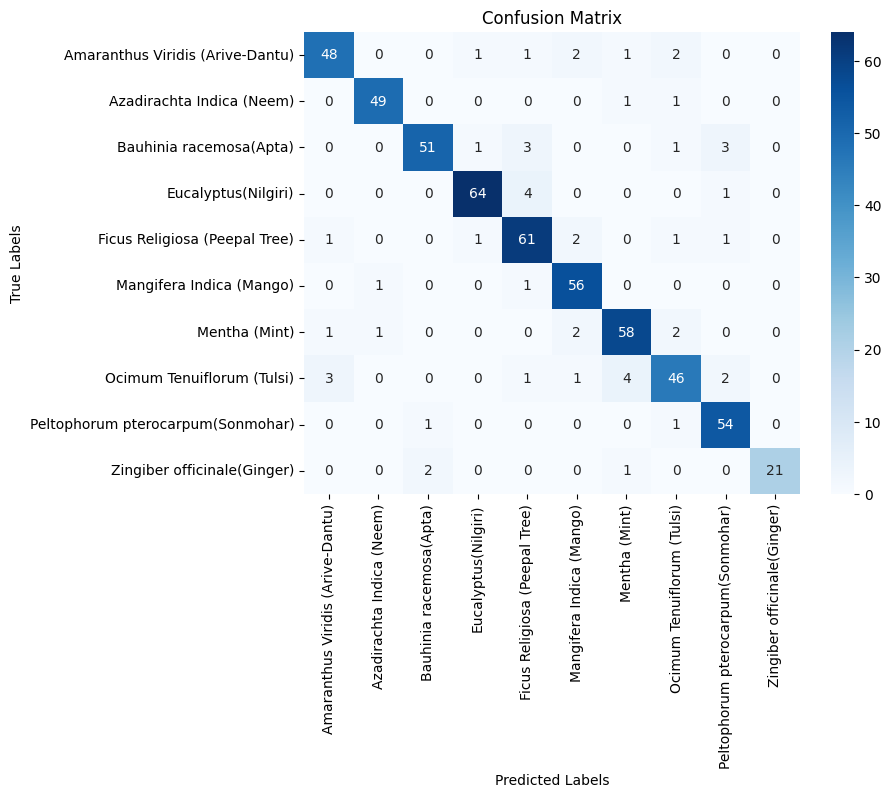 Confusion Matrix
True Labels
Amaranthus Viridis (Arive-Dantu) 48 0 0 1 1 2 1 2 0 0
Azadirachta Indica (Neem) 0 49 0 0 0 0 1 1 0 0
Bauhinia racemosa(Apta) 0 0 51 1 3 0 0 1 3 0
Eucalyptus(Nilgiri) 0 0 0 64 4 0 0 0 1 0
Ficus Religiosa (Peepal Tree) 1 0 0 1 61 2 0 1 1 0
Mangifera Indica (Mango) 0 1 0 0 1 56 0 0 0 0
Mentha (Mint) 1 1 0 0 0 2 58 2 0 0
Ocimum Tenuiflorum (Tulsi) 3 0 0 0 1 1 4 46 2 0
Peltophorum pterocarpum(Sonmohar) 0 0 1 0 0 0 0 1 54 0
Zingiber officinale(Ginger) 0 0 2 0 0 0 1 0 0 21
Amaranthus Viridis (Arive-Dantu)
Azadirachta Indica (Neem)
Bauhinia racemosa(Apta)
Eucalyptus(Nilgiri)
Ficus Religiosa (Peepal Tree)
Mangifera Indica (Mango)
Mentha (Mint)
Ocimum Tenuiflorum (Tulsi)
Peltophorum pterocarpum(Sonmohar)
Zingiber officinale(Ginger)
Predicted Labels
60
50
40
30
20
10
0